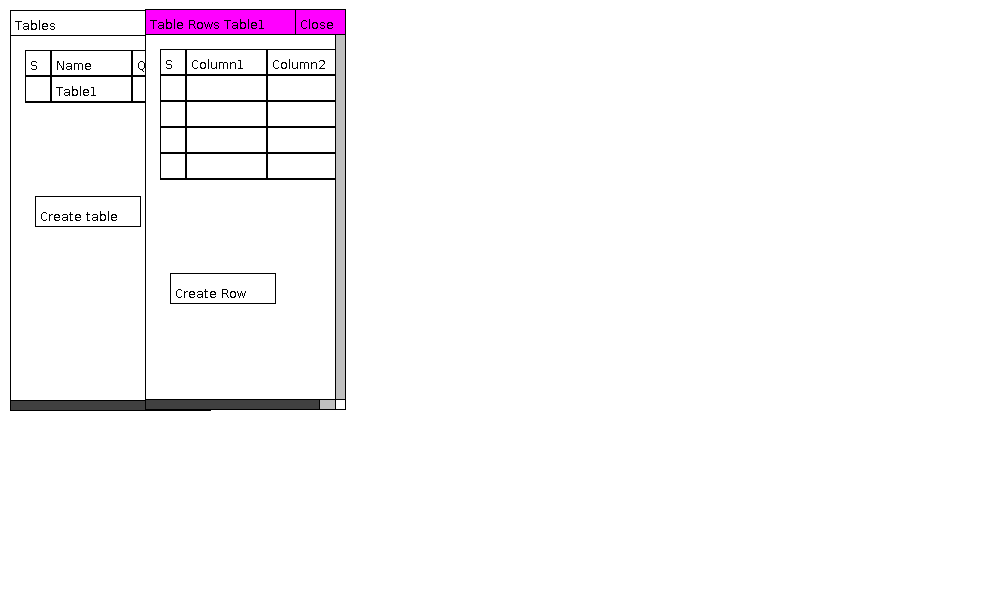 Tables
S Name Q
Table1
Create table
Table Rows Table1 Close
S Column1 Column2
Create Row